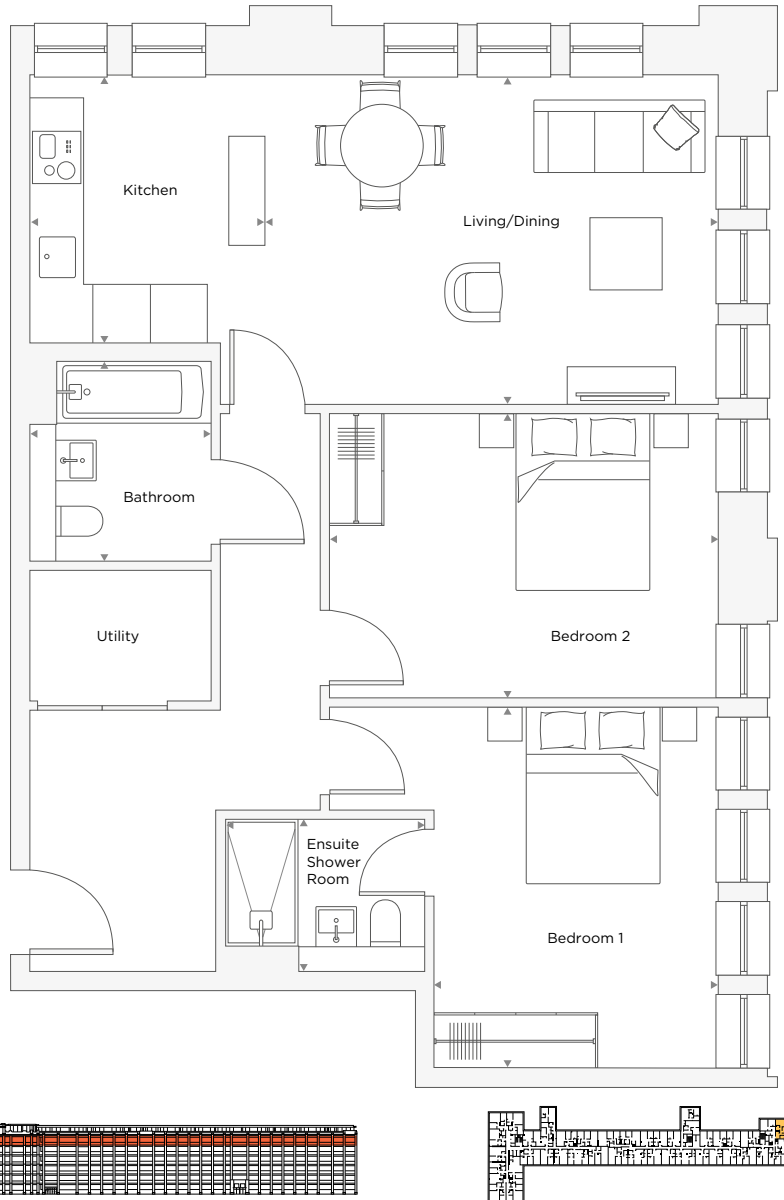 Kitchen
Living/Dining
Bathroom
Utility
Bedroom 2
Ensuite
Shower
Room
Bedroom 1